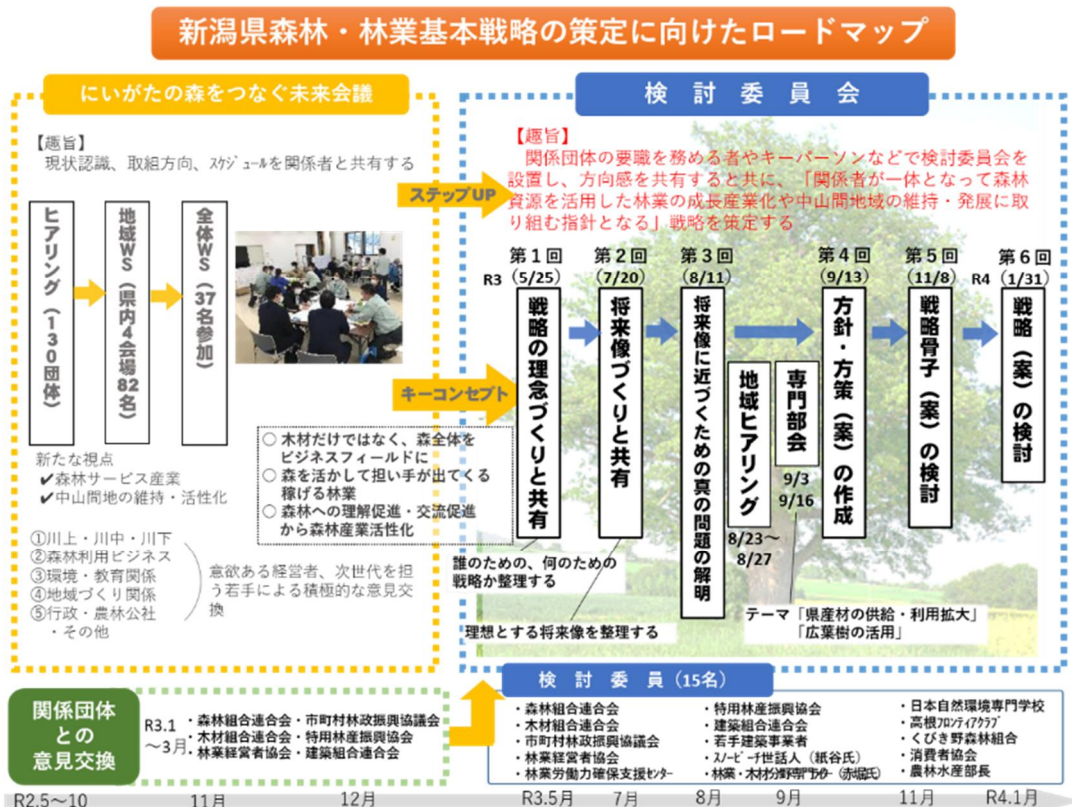 新潟県森林・林業基本戦略の策定に向けたロードマップ
にいがたの森をつなぐ未来会議
【趣旨】
現状認識、取組方向、スケジュールを関係者と共有する
ヒアリング（130団体）
地域WS（県内4会場82名）
全体WS（37名参加）
新たな視点
✔森林サービス産業
✔中山間地の維持・活性化
①川上・川中・川下
②森林利用ビジネス
③環境・教育関係
④地域づくり関係
⑤行政・農林公社
・その他
意欲ある経営者、次世代を担
う若手による積極的な意見交
換
ステップUP
キーコンセプト
○ 木材だけではなく、森全体を
ビジネスフィールドに
○ 森を活かして担い手が出てくる
稼げる林業
○ 森林への理解促進・交流促進
から森林産業活性化
検討委員会
【趣旨】
関係団体の要職を務める者やキーパーソンなどで検討委員会を
設置し、方向感を共有すると共に、「関係者が一体となって森林
資源を活用した林業の成長産業化や中山間地域の維持・発展に取
り組む指針となる」戦略を策定する
R3
第1回
(5/25)
戦略の理念づくりと共有
第2回
(7/20)
将来像づくりと共有
第3回
(8/11)
将来像に近づくための真の問題の解明
地域ヒアリング
8/23～
8/27
専門部会
9/3
9/16
第4回
(9/13)
方針・方策（案）の作成
第5回
(11/8)
戦略骨子（案）の検討
R4
第6回
(1/31)
戦略（案）の検討
誰のための、何のための
戦略か整理する
理想とする将来像を整理する
テーマ「県産材の供給・利用拡大」
「広葉樹の活用」
関係団体
との
意見交換
R3.1
～3月
・森林組合連合会・市町村林政振興協議会
・木材組合連合会・特用林産振興協会
・林業経営者協会・建築組合連合会
検討委員（15名）
・森林組合連合会
・木材組合連合会
・市町村林政振興協議会
・林業経営者協会
・林業労働力確保支援センター
・特用林産振興協会
・建築組合連合会
・若手建築事業者
・スノービーチ世話人（紙谷氏）
・林業・木材分野専門ライター（赤堀氏）
・日本自然環境専門学校
・高根フロンティアクラブ
・くびき野森林組合
・消費者協会
・農林水産部長
R2.5～10
11月
12月
R3.5月
7月
8月
9月
11月
R4.1月